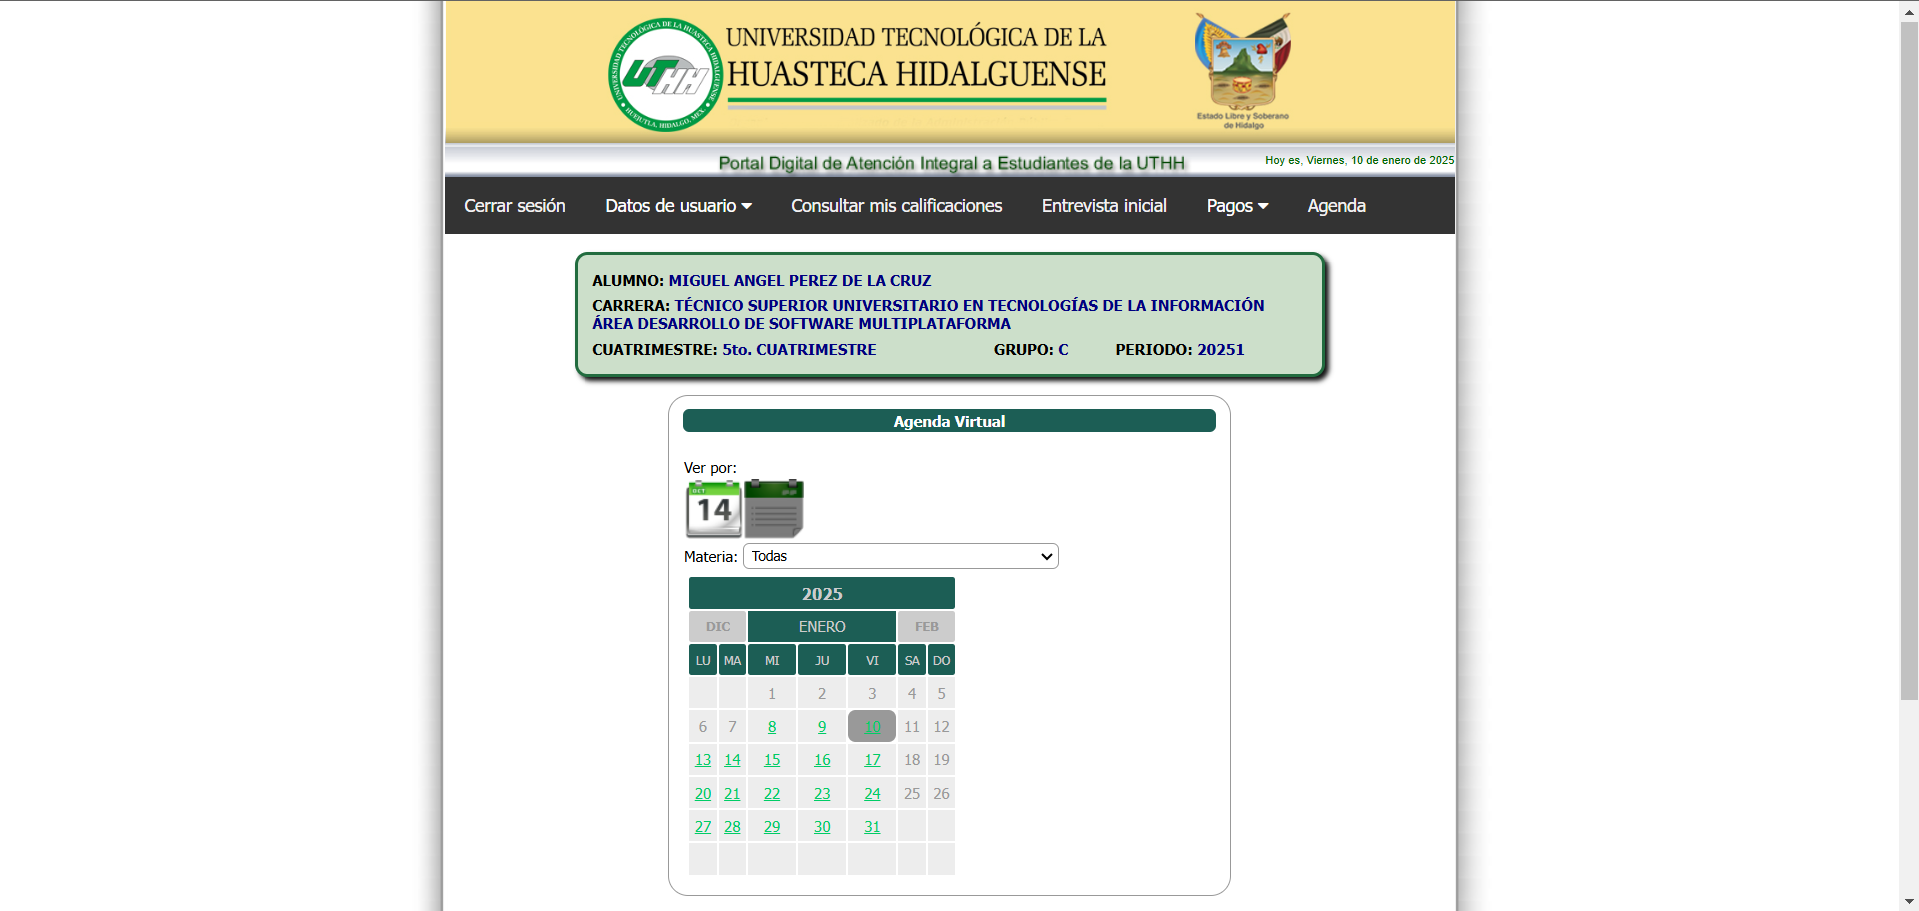 UNIVERSIDAD TECNOLÓGICA DE LA HUASTECA HIDALGUENSE
UTHH
HUEJUTLA, HIDALGO, MEX.
UNIVERSIDAD TECNOLÓGICA DE LA
HUASTECA HIDALGUENSE
Estado Libre y Soberano
de Hidalgo
Portal Digital de Atención Integral a Estudiantes de la UTHH
Hoy es, Viernes, 10 de enero de 2025
Cerrar sesión Datos de usuario Consultar mis calificaciones Entrevista inicial Pagos Agenda
ALUMNO: MIGUEL ANGEL PEREZ DE LA CRUZ
CARRERA: TÉCNICO SUPERIOR UNIVERSITARIO EN TECNOLOGÍAS DE LA INFORMACIÓN
ÁREA DESARROLLO DE SOFTWARE MULTIPLATAFORMA
CUATRIMESTRE: 5to. CUATRIMESTRE GRUPO: C PERIODO: 20251
Agenda Virtual
Ver por:
OCT
14
Materia: Todas
2025
DIC ENERO FEB
LU MA MI JU VI SA DO
1 2 3 4 5
6 7 8 9 10 11 12
13 14 15 16 17 18 19
20 21 22 23 24 25 26
27 28 29 30 31